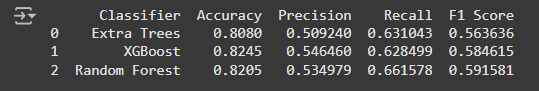 Classifier Accuracy Precision Recall F1 Score
0 Extra Trees 0.8080 0.509240 0.631043 0.563636
1 XGBoost 0.8245 0.546460 0.628499 0.584615
2 Random Forest 0.8205 0.534979 0.661578 0.591581